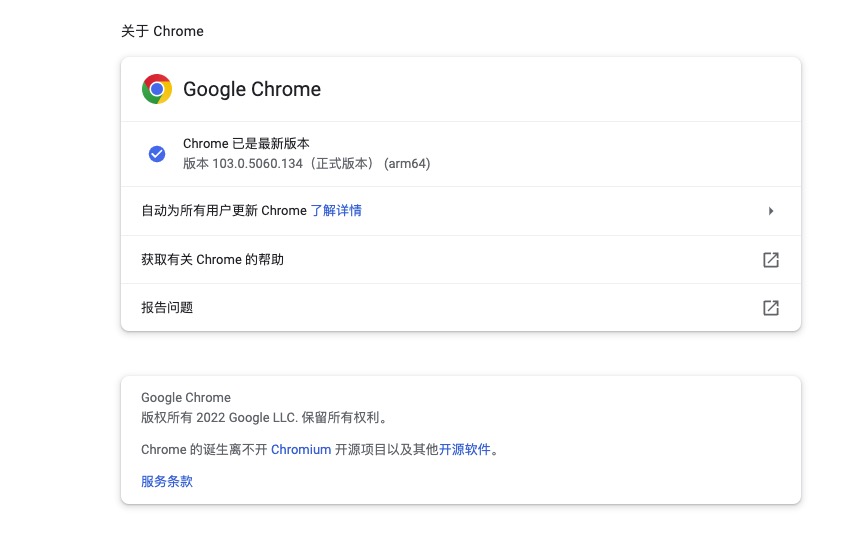 关于 Chrome
Google Chrome
Chrome 已是最新版本
版本 103.0.5060.134（正式版本） (arm64)
自动为所有用户更新 Chrome 了解详情
获取有关 Chrome 的帮助
报告问题
Google Chrome
版权所有 2022 Google LLC. 保留所有权利。
Chrome 的诞生离不开 Chromium 开源项目以及其他开源软件。
服务条款